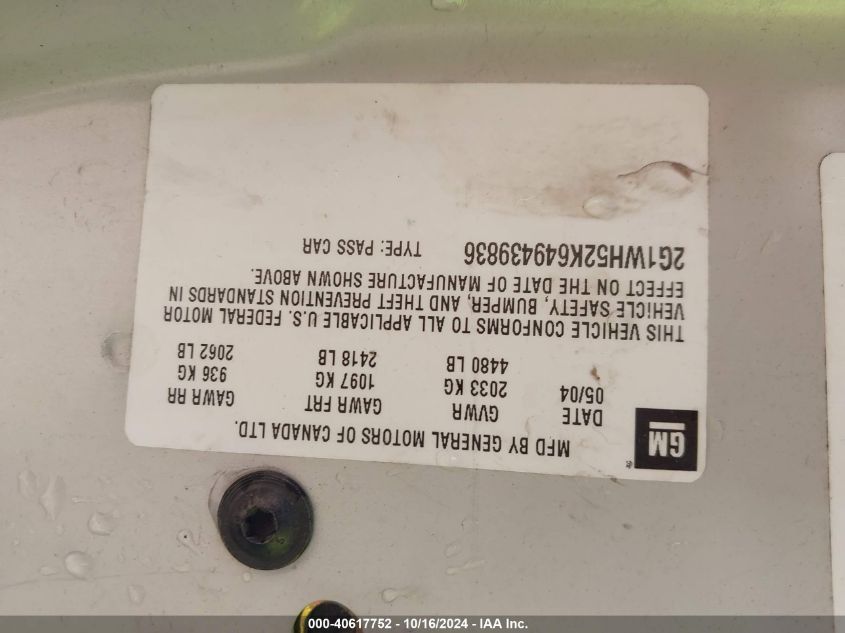 GM
MFD BY GENERAL MOTORS OF CANADA LTD.
DATE GVWR GAWR FRT GAWR RR
05/04 2033 KG 1097 KG 936 KG
4480 LB 2418 LB 2062 LB
THIS VEHICLE CONFORMS TO ALL APPLICABLE U.S. FEDERAL MOTOR
VEHICLE SAFETY, BUMPER, AND THEFT PREVENTION STANDARDS IN
EFFECT ON THE DATE OF MANUFACTURE SHOWN ABOVE.
2G1WH52K649439836 TYPE: PASS CAR
000-40617752 - 10/16/2024 - IAA Inc.